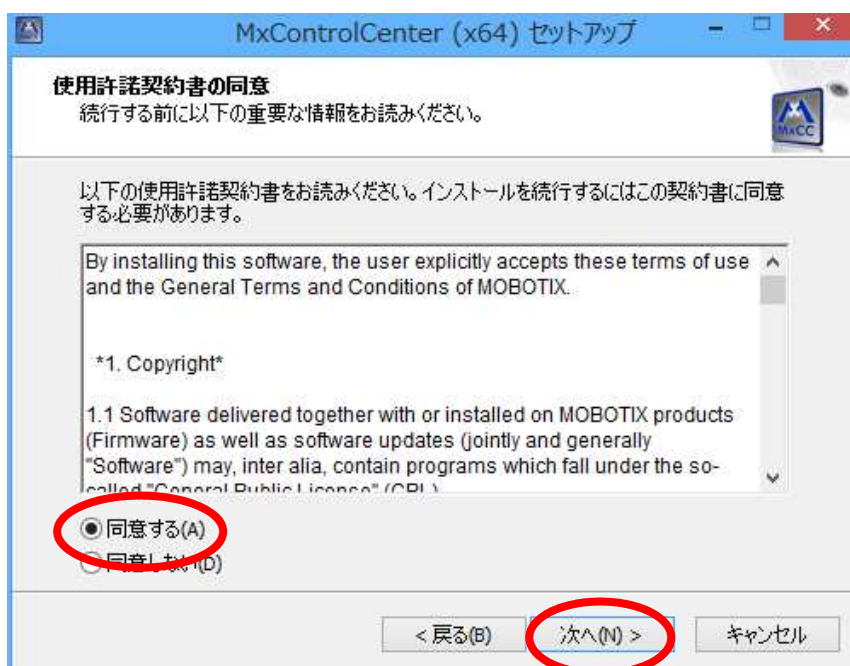 MxControlCenter (x64) セットアップ
使用許諾契約書の同意
続行する前に以下の重要な情報をお読みください。
MxCC
以下の使用許諾契約書をお読みください。インストールを続行するにはこの契約書に同意
する必要があります。
By installing this software, the user explicitly accepts these terms of use
and the General Terms and Conditions of MOBOTIX.
*1. Copyright*
1.1 Software delivered together with or installed on MOBOTIX products
(Firmware) as well as software updates (jointly and generally
"Software") may, inter alia, contain programs which fall under the so-
called "General Public License" (GPL)
同意する(A)
同意しない(D)
< 戻る(B)
次へ(N) >
キャンセル